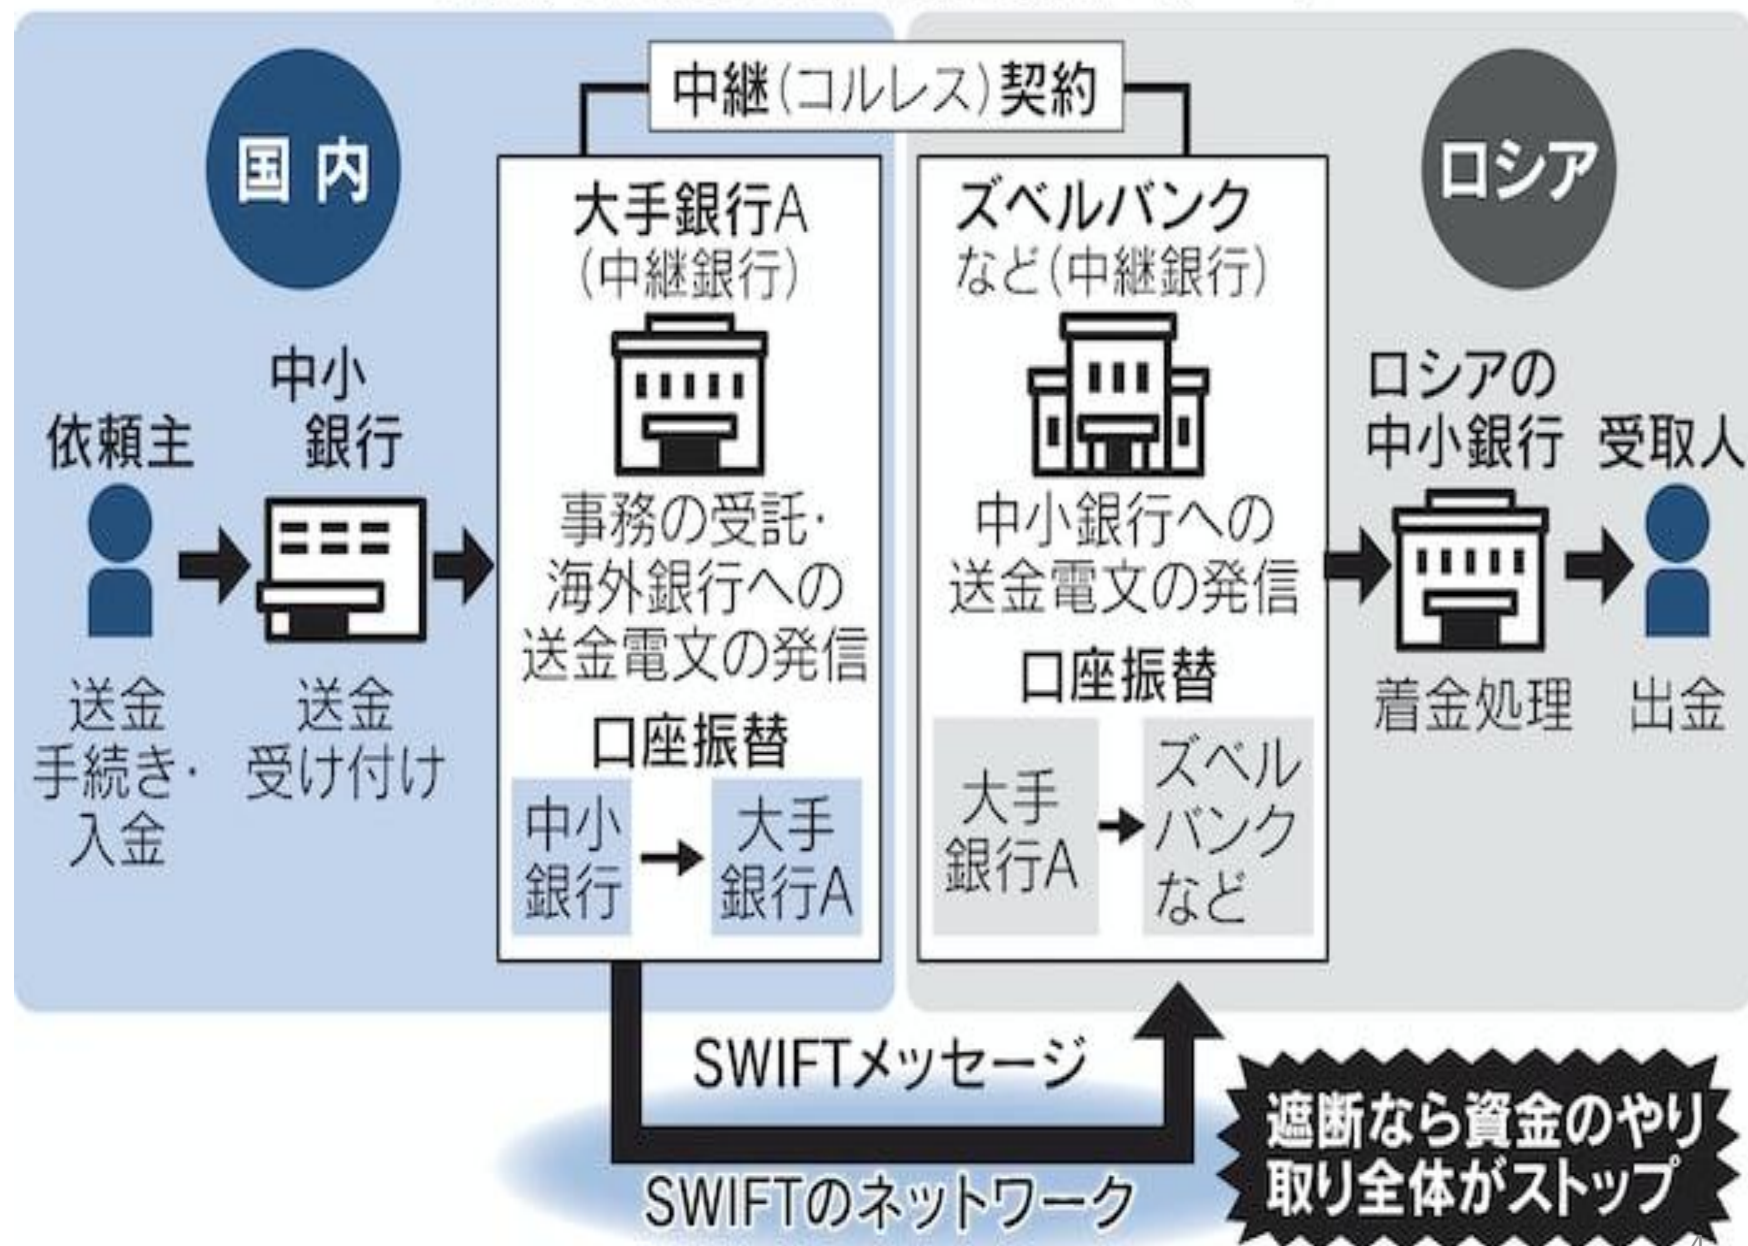 中継(コルレス)契約
国内
ロシア
大手銀行A
(中継銀行)
ズベルバンク
など(中継銀行)
依頼主
中小
銀行
ロシアの
中小銀行
受取人
事務の受託・
海外銀行への
送金電文の発信
中小銀行への
送金電文の発信
送金
手続き・
入金
送金
受け付け
着金処理
出金
口座振替
中小
銀行
大手
銀行A
口座振替
大手
銀行A
ズベル
バンク
など
SWIFTメッセージ
SWIFTのネットワーク
遮断なら資金のやり
取り全体がストップ